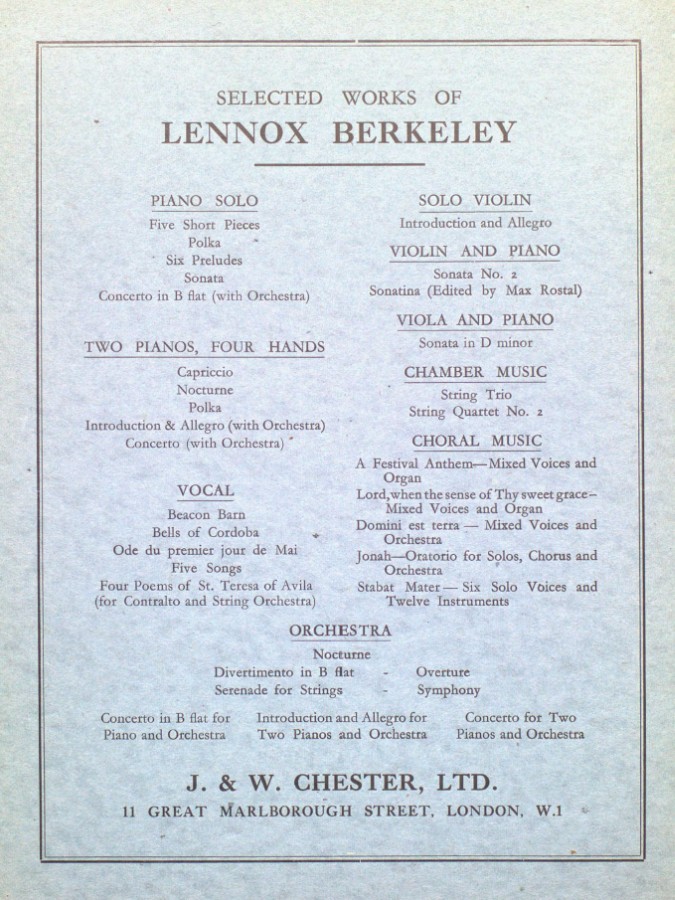 SELECTED WORKS OF
LENNOX BERKELEY
PIANO SOLO
Five Short Pieces
Polka
Six Preludes
Sonata
Concerto in B flat (with Orchestra)
TWO PIANOS, FOUR HANDS
Capriccio
Nocturne
Polka
Introduction & Allegro (with Orchestra)
Concerto (with Orchestra)
VOCAL
Beacon Barn
Bells of Cordoba
Ode du premier jour de Mai
Five Songs
Four Poems of St. Teresa of Avila
(for Contralto and String Orchestra)
SOLO VIOLIN
Introduction and Allegro
VIOLIN AND PIANO
Sonata No. 2
Sonatina (Edited by Max Rostal)
VIOLA AND PIANO
Sonata in D minor
CHAMBER MUSIC
String Trio
String Quartet No. 2
CHORAL MUSIC
A Festival Anthem—Mixed Voices and
Organ
Lord, when the sense of Thy sweet grace—
Mixed Voices and Organ
Domini est terra — Mixed Voices and
Orchestra
Jonah—Oratorio for Solos, Chorus and
Orchestra
Stabat Mater — Six Solo Voices and
Twelve Instruments
ORCHESTRA
Nocturne
Divertimento in B flat - Overture
Serenade for Strings - Symphony
Concerto in B flat for
Piano and Orchestra
Introduction and Allegro for
Two Pianos and Orchestra
Concerto for Two
Pianos and Orchestra
J. & W. CHESTER, LTD.
11 GREAT MARLBOROUGH STREET, LONDON, W.1